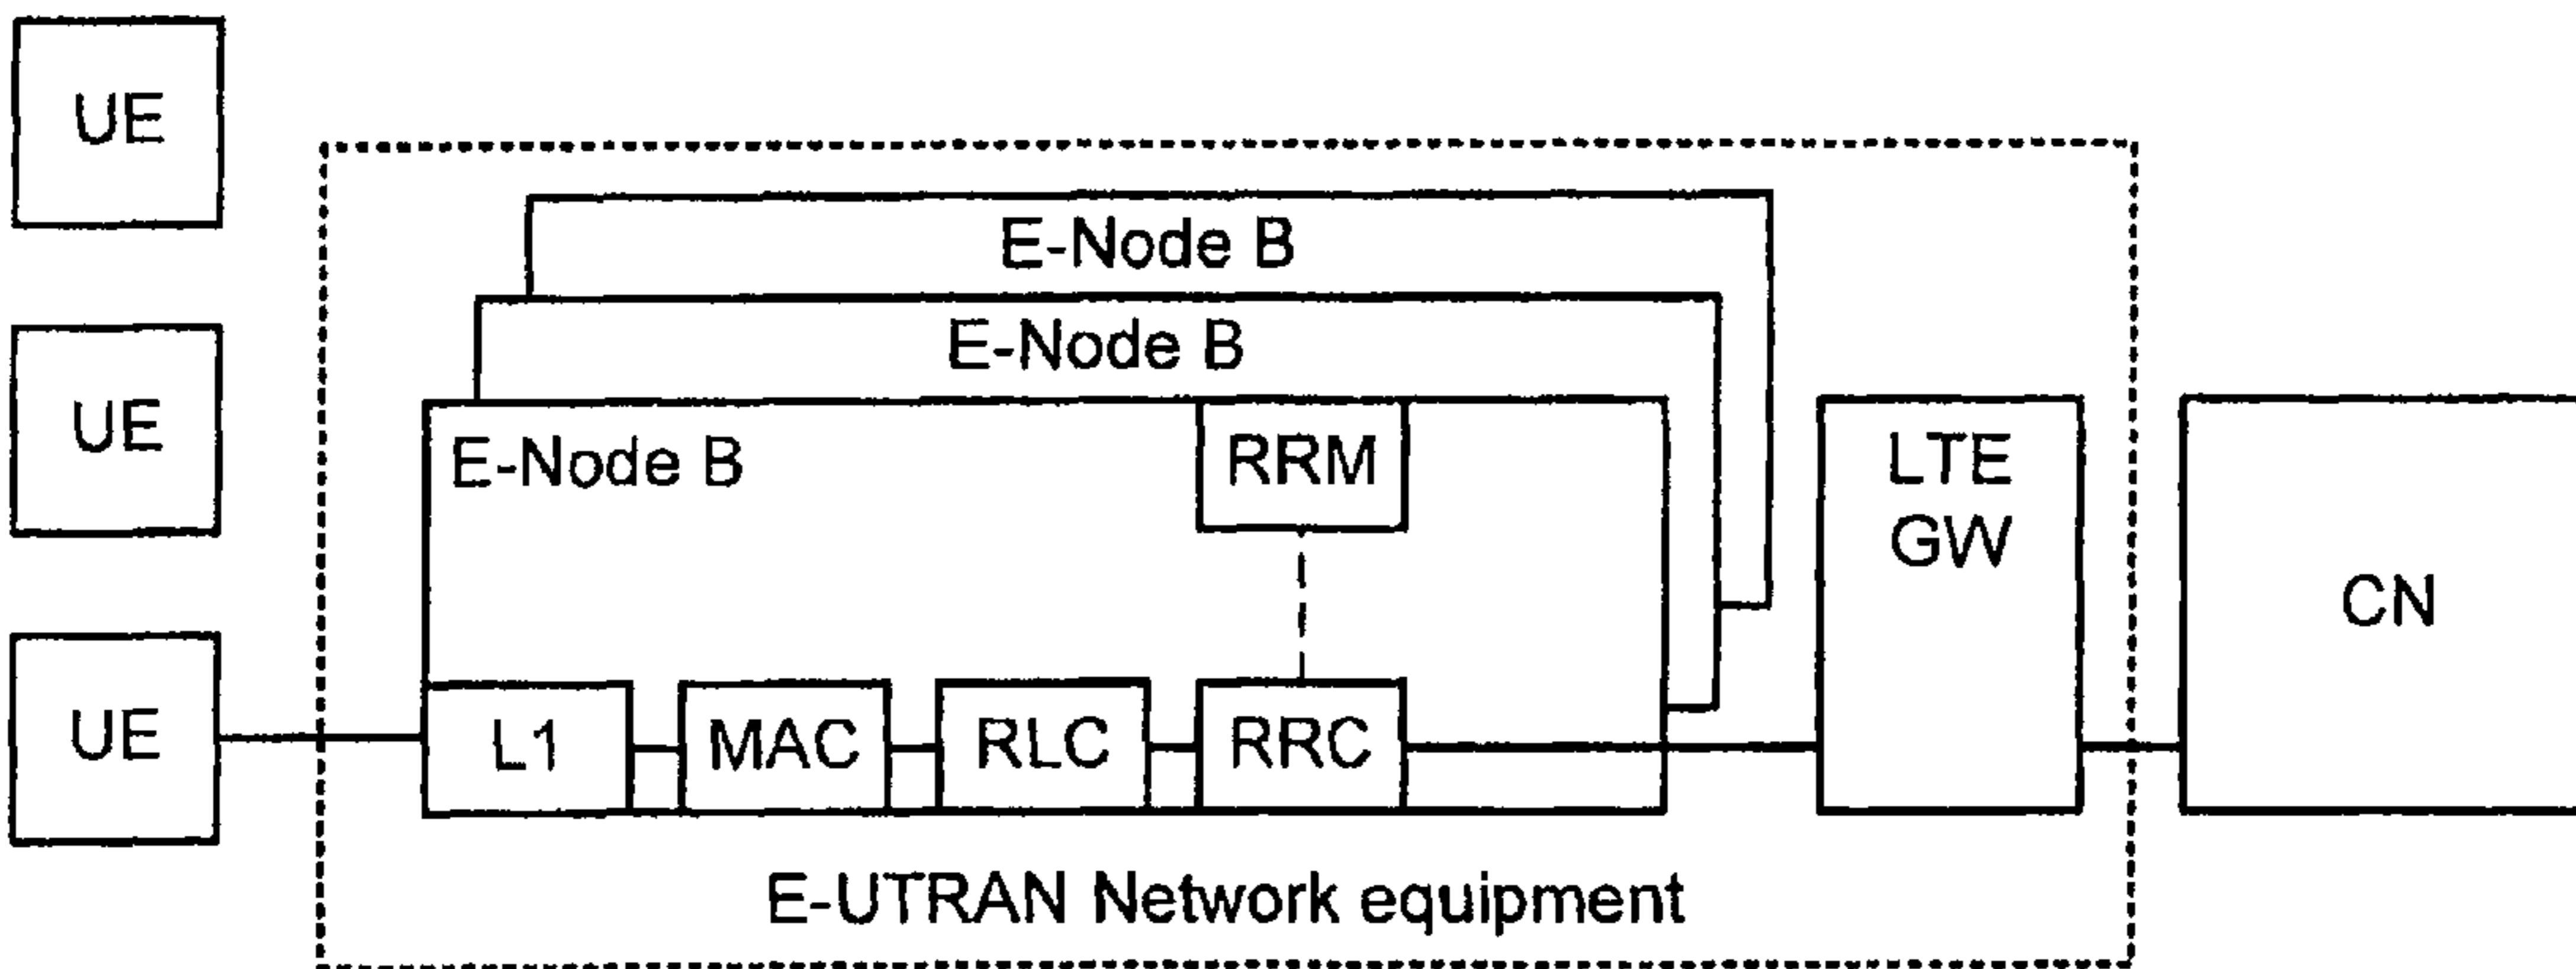 UE
E-Node B
E-Node B
UE
E-Node B
RRM
LTE
GW
CN
UE
L1
MAC
RLC
RRC
E-UTRAN Network equipment